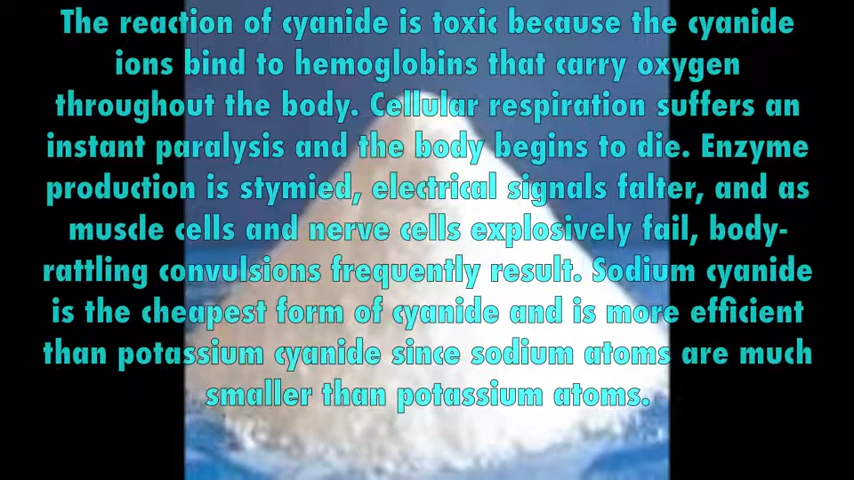 The reaction of cyanide is toxic because the cyanide
ions bind to hemoglobins that carry oxygen
throughout the body. Cellular respiration suffers an
instant paralysis and the body begins to die. Enzyme
production is stymied, electrical signals falter, and as
muscle cells and nerve cells explosively fail, body-
rattling convulsions frequently result. Sodium cyanide
is the cheapest form of cyanide and is more efficient
than potassium cyanide since sodium atoms are much
smaller than potassium atoms.